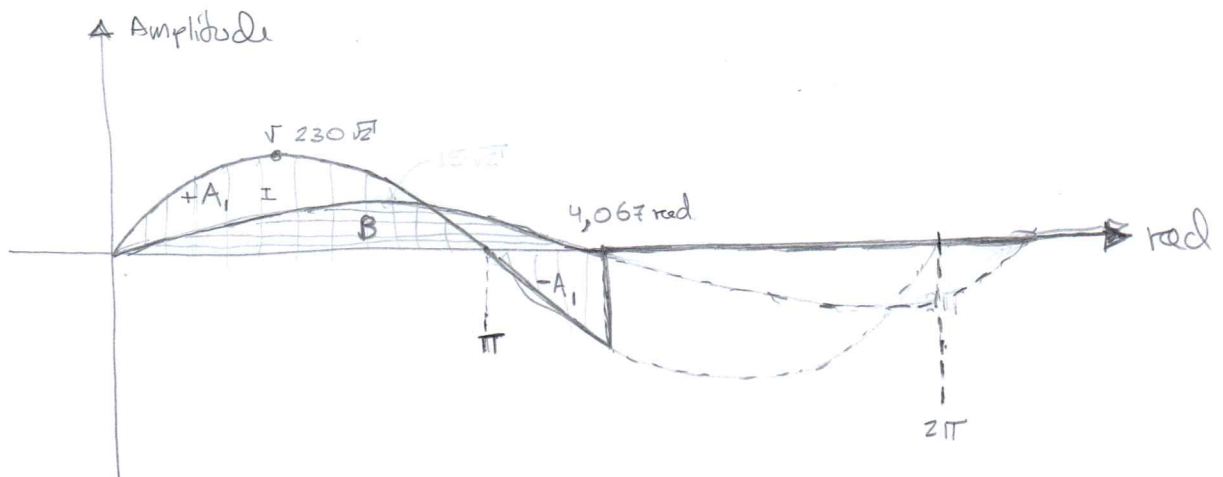 Amplitude
√ 230 √2
15 √2
+A₁ I
B
4,067 rad
-A₁
rad
π
2π